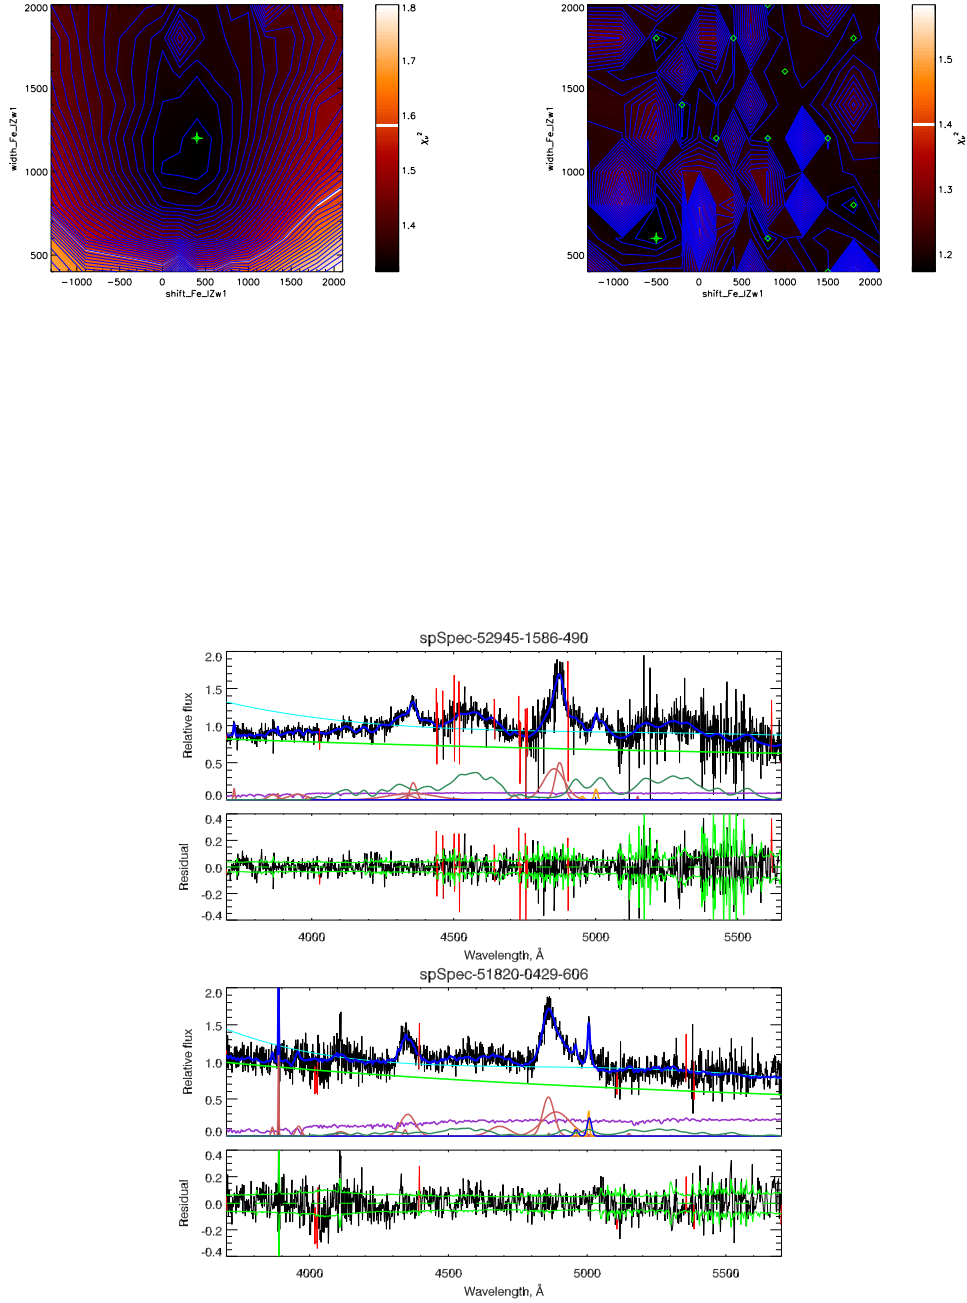 2000
1500
1000
500
width_Fe_IZw1
-1000 -500 0 500 1000 1500 2000
shift_Fe_IZw1
1.8
1.7
1.6
1.5
1.4
χᵥ²
2000
1500
1000
500
width_Fe_IZw1
-1000 -500 0 500 1000 1500 2000
shift_Fe_IZw1
1.5
1.4
1.3
1.2
χᵥ²
spSpec-52945-1586-490
2.0
1.5
1.0
0.5
0.0
Relative flux
0.4
0.2
0.0
-0.2
-0.4
Residual
4000 4500 5000 5500
Wavelength, Å
spSpec-51820-0429-606
2.0
1.5
1.0
0.5
0.0
Relative flux
0.4
0.2
0.0
-0.2
-0.4
Residual
4000 4500 5000 5500
Wavelength, Å